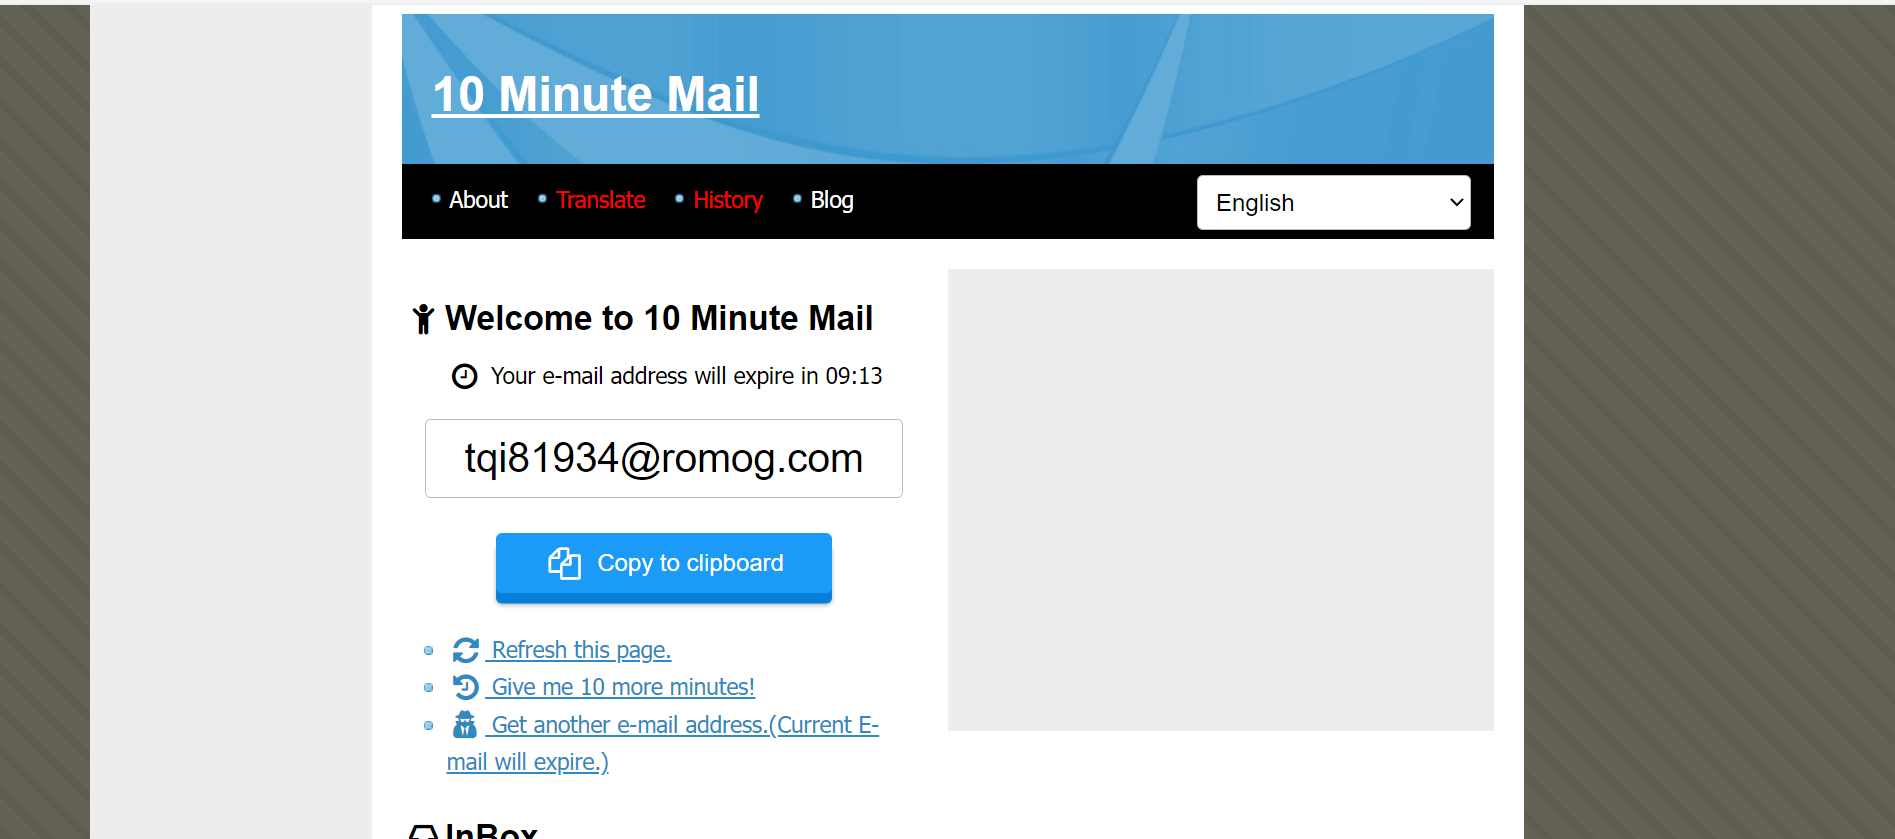 10 Minute Mail
About Translate History Blog English
Welcome to 10 Minute Mail
Your e-mail address will expire in 09:13
tqi81934@romog.com
Copy to clipboard
Refresh this page.
Give me 10 more minutes!
Get another e-mail address.(Current E-
mail will expire.)
InBox